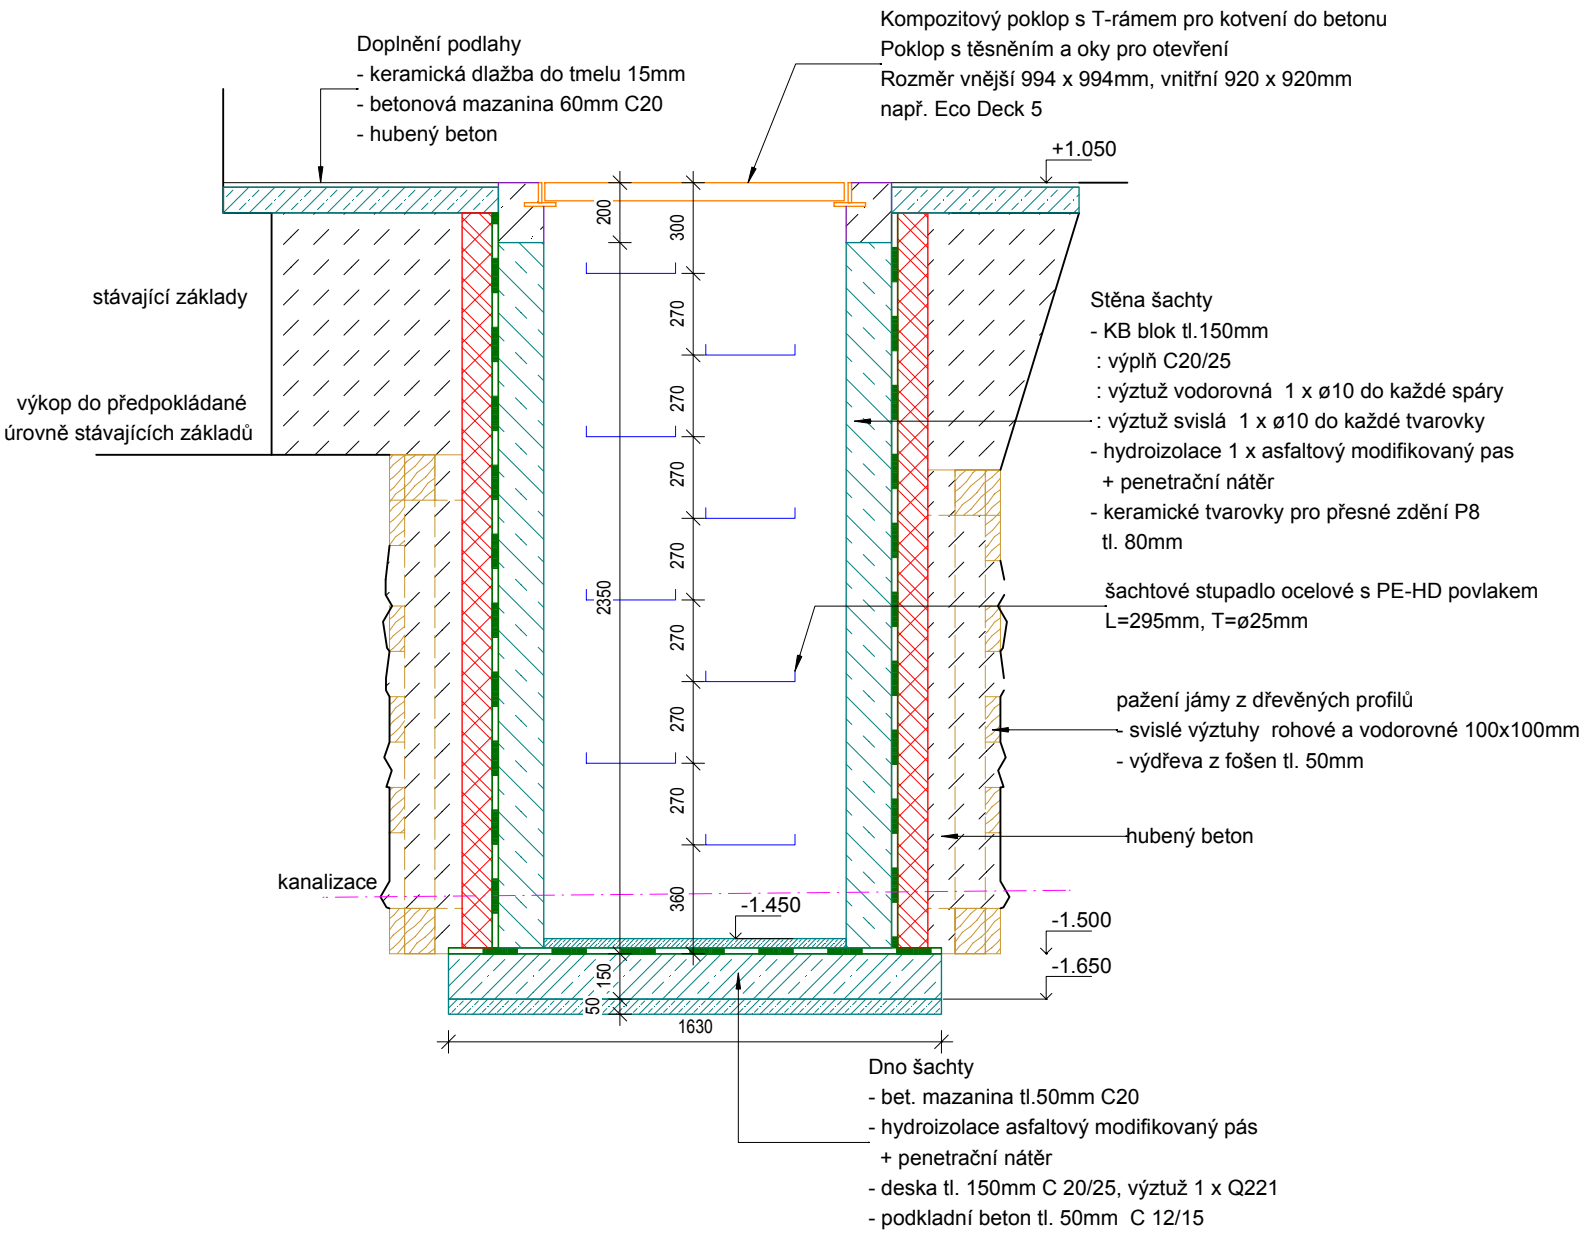 Kompozitový poklop s T-rámem pro kotvení do betonu
Poklop s těsněním a oky pro otevření
Rozměr vnější 994 x 994mm, vnitřní 920 x 920mm
např. Eco Deck 5
Doplnění podlahy
- keramická dlažba do tmelu 15mm
- betonová mazanina 60mm C20
- hubený beton
+1.050
200
300
270
270
270
270
270
270
270
360
2350
150
50
1630
stávající základy
výkop do předpokládané
úrovně stávajících základů
kanalizace
Stěna šachty
- KB blok tl.150mm
: výplň C20/25
: výztuž vodorovná 1 x ø10 do každé spáry
: výztuž svislá 1 x ø10 do každé tvarovky
- hydroizolace 1 x asfaltový modifikovaný pas
+ penetrační nátěr
- keramické tvarovky pro přesné zdění P8
tl. 80mm
šachtové stupadlo ocelové s PE-HD povlakem
L=295mm, T=ø25mm
pažení jámy z dřevěných profilů
- svislé výztuhy rohové a vodorovné 100x100mm
- výdřeva z fošen tl. 50mm
hubený beton
-1.450
-1.500
-1.650
Dno šachty
- bet. mazanina tl.50mm C20
- hydroizolace asfaltový modifikovaný pás
+ penetrační nátěr
- deska tl. 150mm C 20/25, výztuž 1 x Q221
- podkladní beton tl. 50mm C 12/15